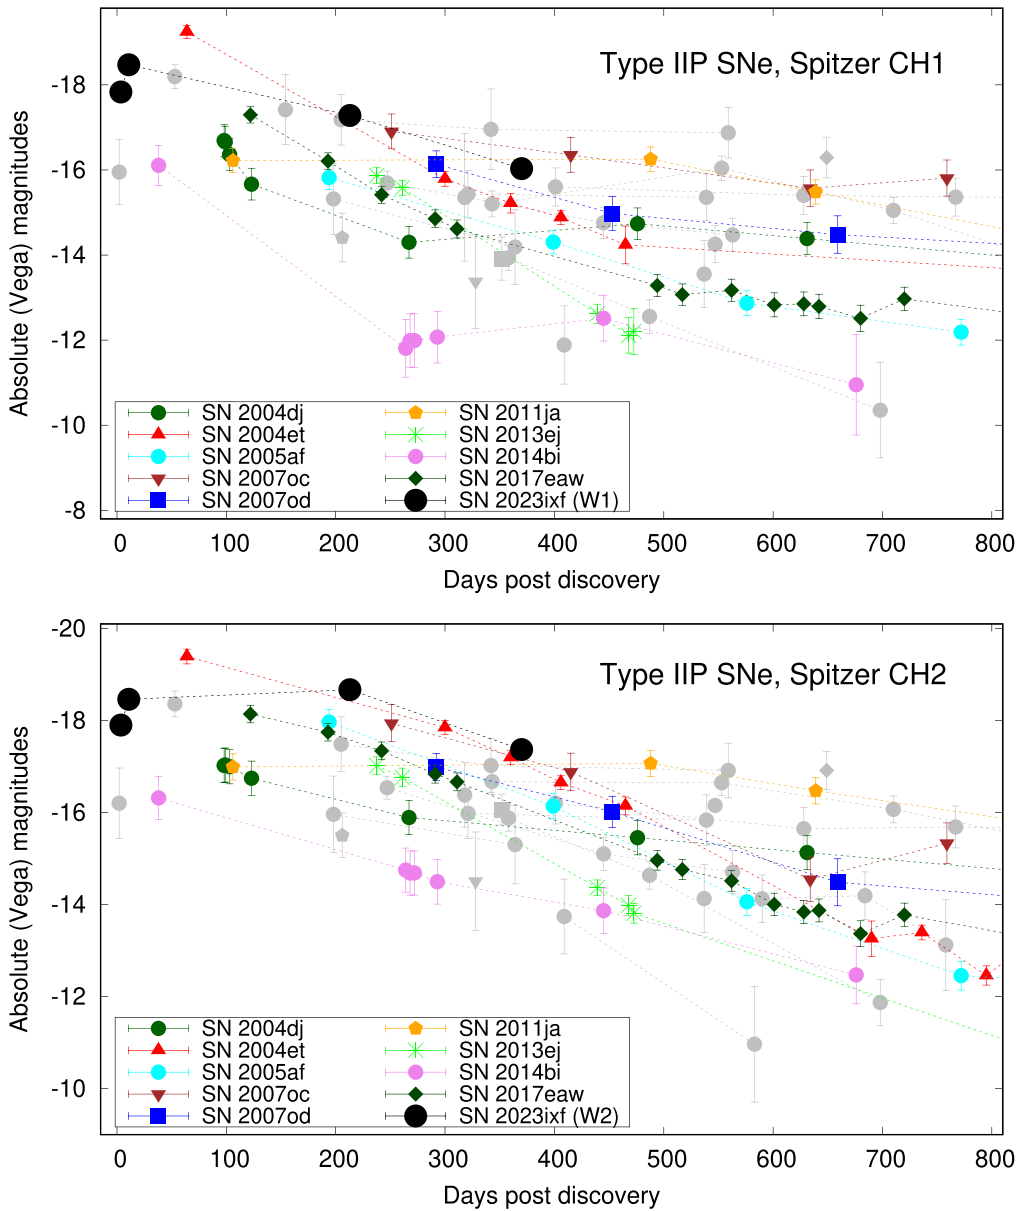 Type IIP SNe, Spitzer CH1
Absolute (Vega) magnitudes
-18
-16
-14
-12
-10
-8
SN 2004dj
SN 2004et
SN 2005af
SN 2007oc
SN 2007od
SN 2011ja
SN 2013ej
SN 2014bi
SN 2017eaw
SN 2023ixf (W1)
0 100 200 300 400 500 600 700 800
Days post discovery
Type IIP SNe, Spitzer CH2
Absolute (Vega) magnitudes
-20
-18
-16
-14
-12
-10
SN 2004dj
SN 2004et
SN 2005af
SN 2007oc
SN 2007od
SN 2011ja
SN 2013ej
SN 2014bi
SN 2017eaw
SN 2023ixf (W2)
0 100 200 300 400 500 600 700 800
Days post discovery